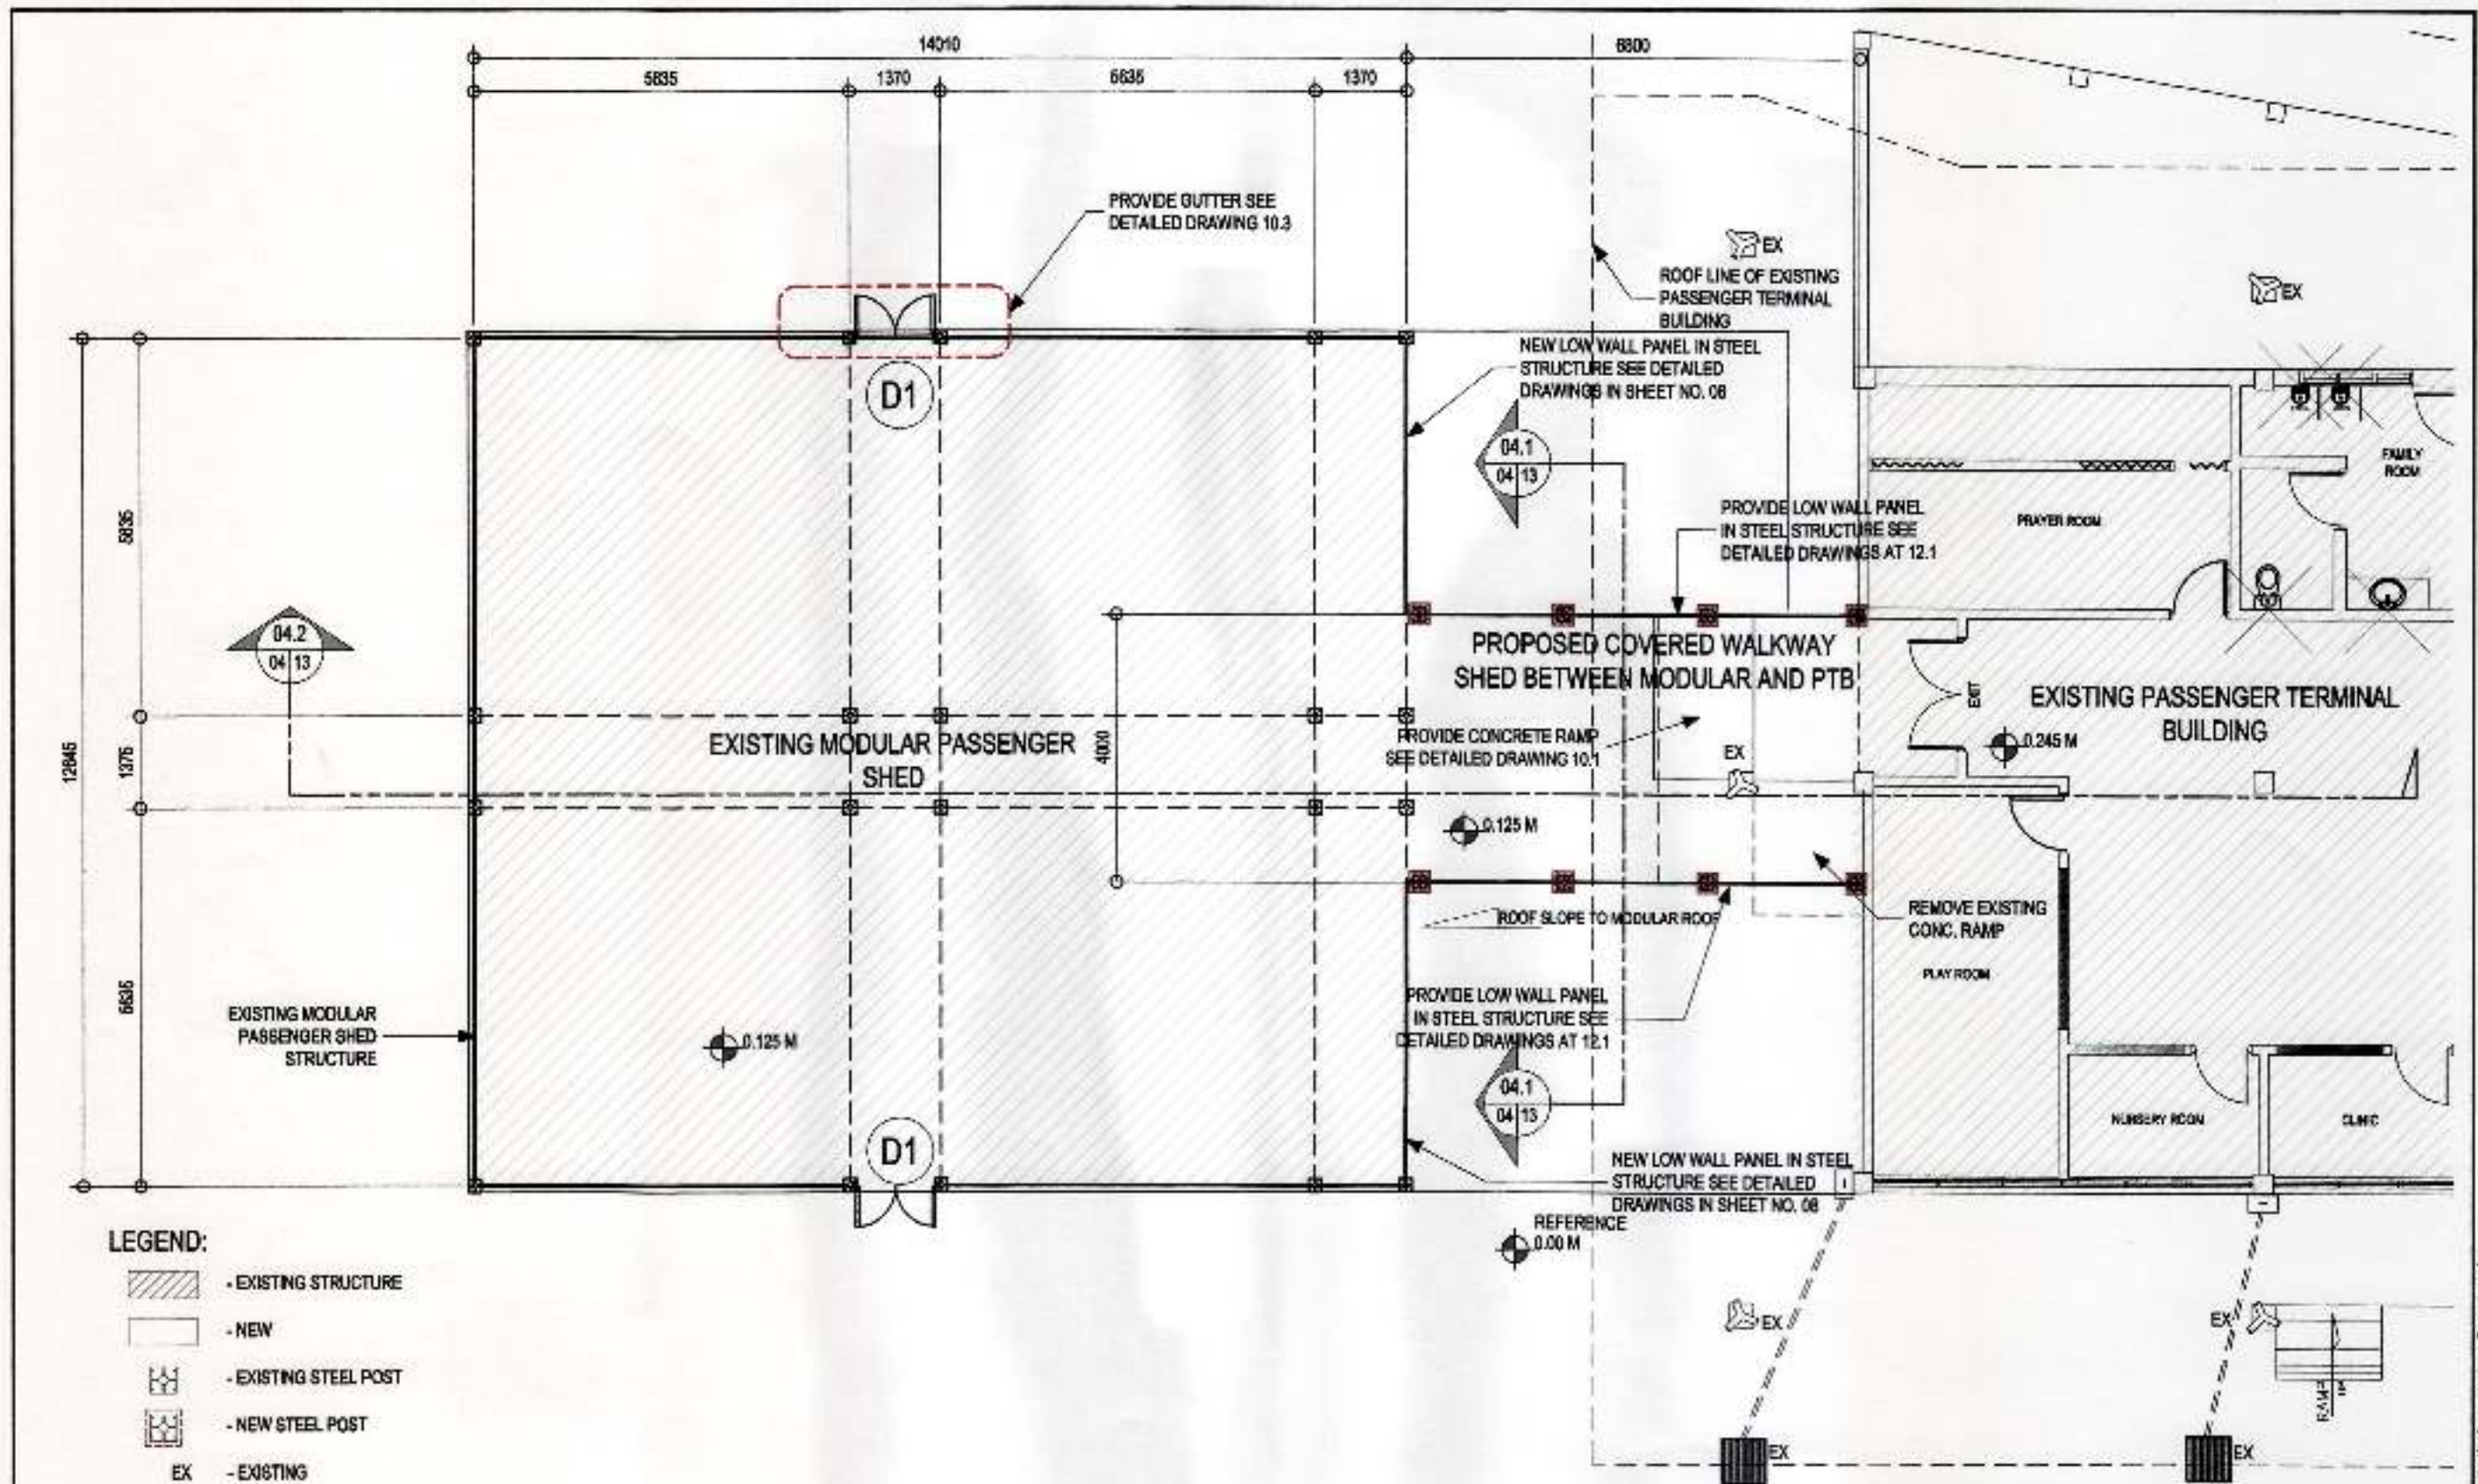 14010
6800
5635
1370
5635
1370
PROVIDE GUTTER SEE
DETAILED DRAWING 10.3
EX
ROOF LINE OF EXISTING
PASSENGER TERMINAL
BUILDING
EX
NEW LOW WALL PANEL IN STEEL
STRUCTURE SEE DETAILED
DRAWINGS IN SHEET NO. 08
D1
04.1
04 13
FAMILY
ROOM
PROVIDE LOW WALL PANEL
IN STEEL STRUCTURE SEE
DETAILED DRAWINGS AT 12.1
PRAYER ROOM
5635
04.2
04 13
PROPOSED COVERED WALKWAY
SHED BETWEEN MODULAR AND PTB
EXIT
EXISTING PASSENGER TERMINAL
BUILDING
0.245 M
12645
1375
EXISTING MODULAR PASSENGER
SHED
4000
PROVIDE CONCRETE RAMP
SEE DETAILED DRAWING 10.1
EX
0.125 M
ROOF SLOPE TO MODULAR ROOF
REMOVE EXISTING
CONC. RAMP
PLAY ROOM
5635
EXISTING MODULAR
PASSENGER SHED
STRUCTURE
0.125 M
PROVIDE LOW WALL PANEL
IN STEEL STRUCTURE SEE
DETAILED DRAWINGS AT 12.1
04.1
04 13
NURSERY ROOM
CLINIC
D1
NEW LOW WALL PANEL IN STEEL
STRUCTURE SEE DETAILED
DRAWINGS IN SHEET NO. 08
REFERENCE
0.00 M
EX
EX
RAMP
UP
EX
EX
LEGEND:
- EXISTING STRUCTURE
- NEW
- EXISTING STEEL POST
- NEW STEEL POST
EX - EXISTING